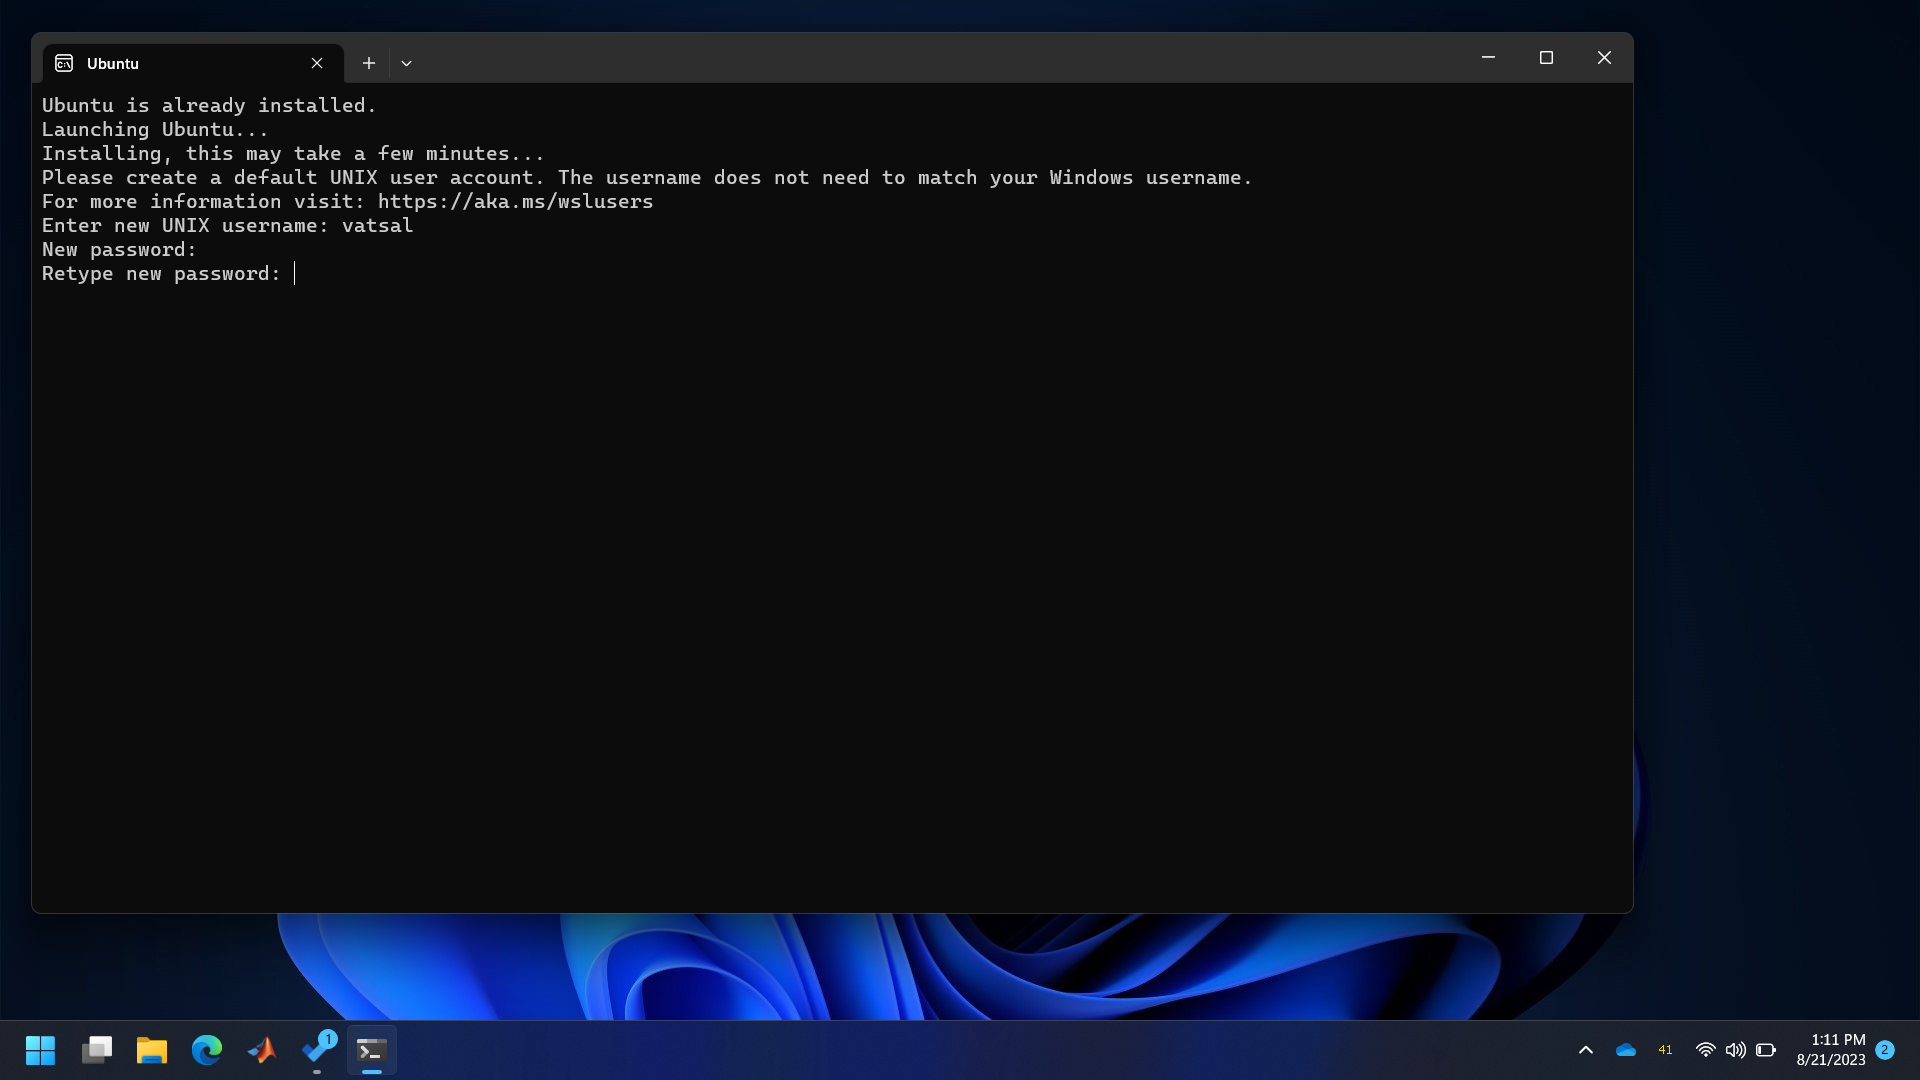 Ubuntu
Ubuntu is already installed.
Launching Ubuntu...
Installing, this may take a few minutes...
Please create a default UNIX user account. The username does not need to match your Windows username.
For more information visit: https://aka.ms/wslusers
Enter new UNIX username: vatsal
New password:
Retype new password:
1
41
1:11 PM
8/21/2023
2